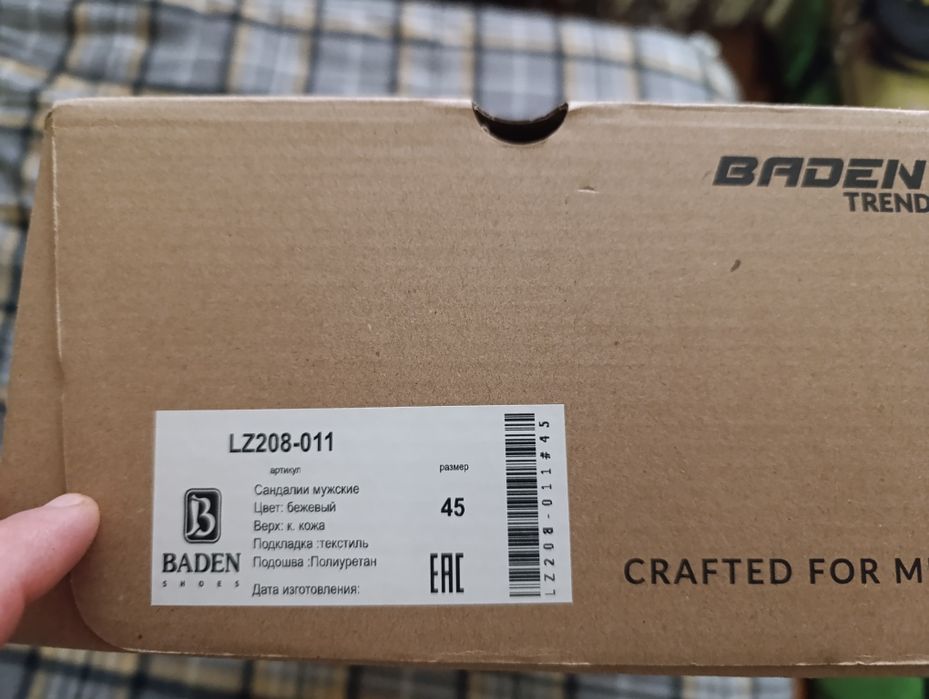 BADEN
TREND
LZ208-011
артикул
размер
Сандалии мужские
Цвет: бежевый
45
Верх: к. кожа
Подкладка :текстиль
Подошва :Полиуретан
Дата изготовления:
EAC
B
BADEN
SHOES
LZ208-011#45
CRAFTED FOR M